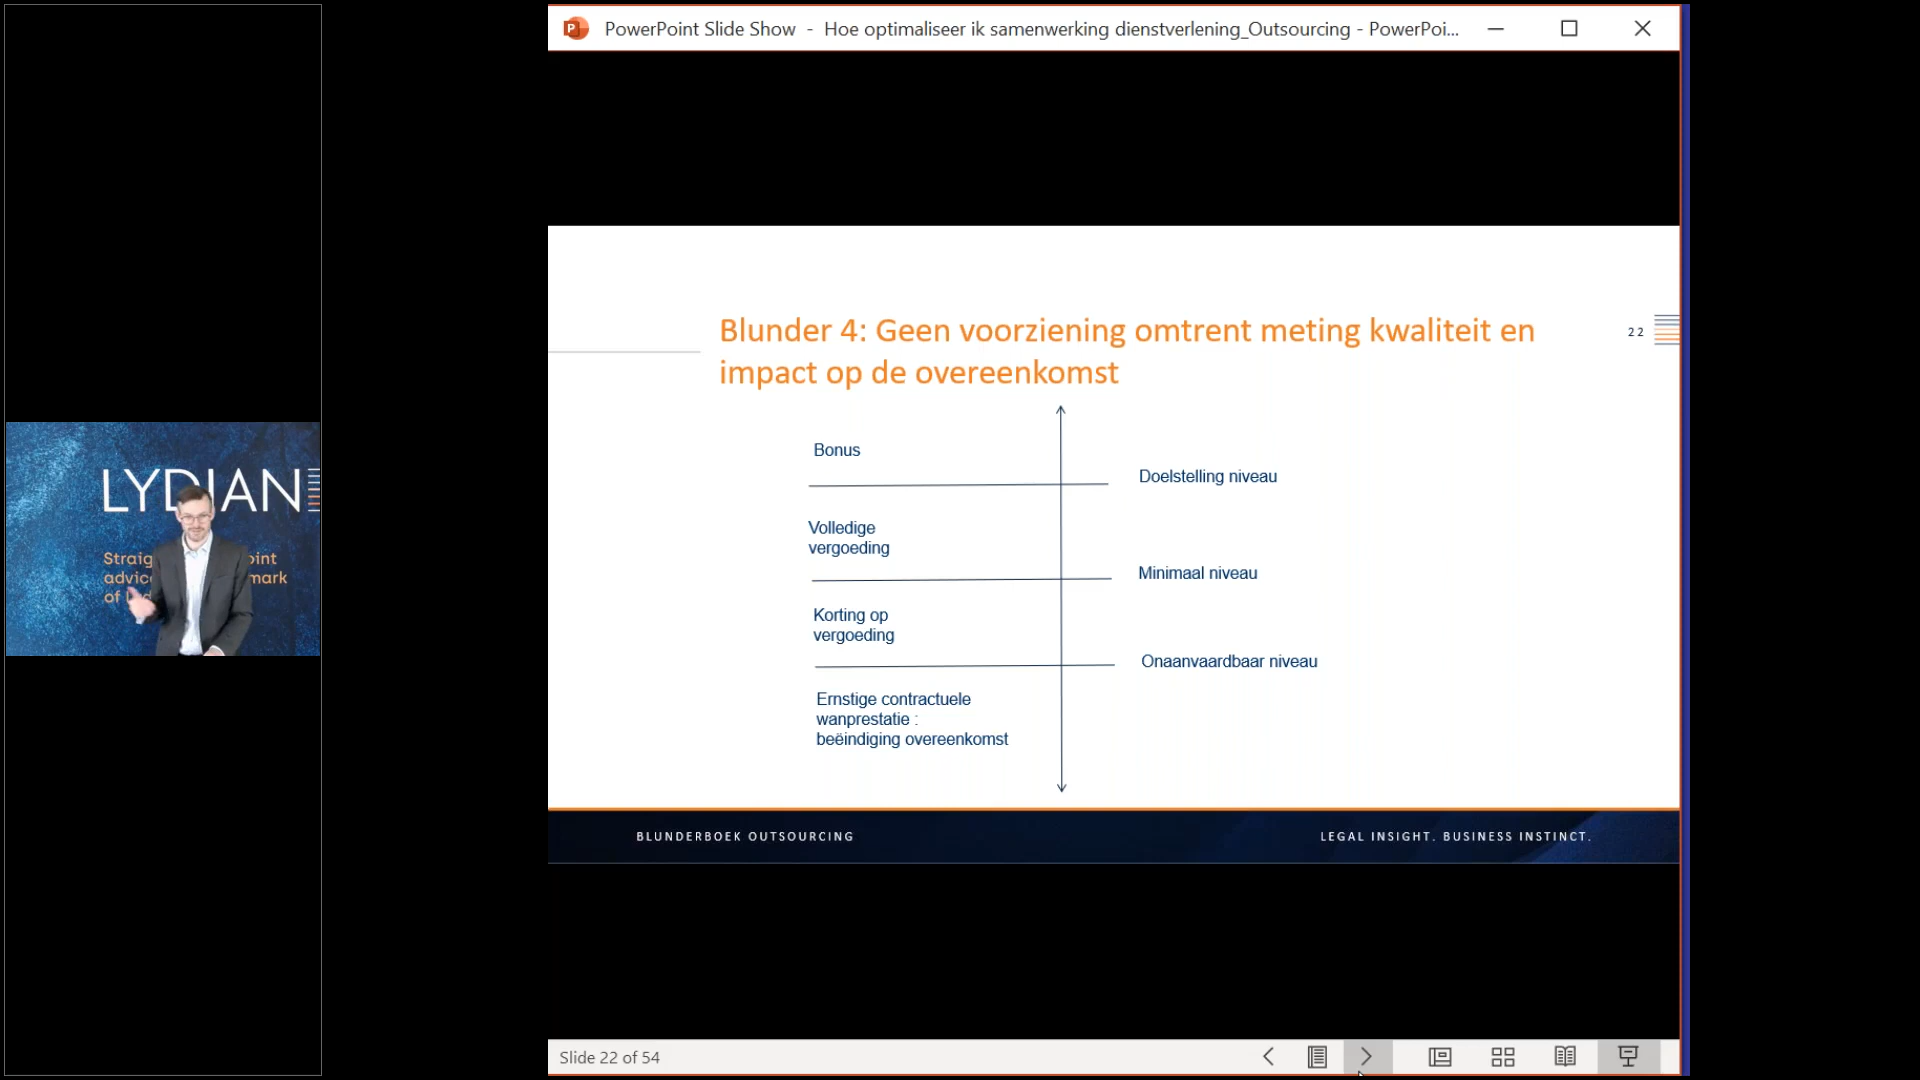 PowerPoint Slide Show - Hoe optimaliseer ik samenwerking dienstverlening_Outsourcing - PowerPoi...
LYDIAN
Blunder 4: Geen voorziening omtrent meting kwaliteit en
impact op de overeenkomst
22
Bonus
Doelstelling niveau
Volledige
vergoeding
Minimaal niveau
Korting op
vergoeding
Onaanvaardbaar niveau
Ernstige contractuele
wanprestatie :
beëindiging overeenkomst
BLUNDERBOEK OUTSOURCING
LEGAL INSIGHT. BUSINESS INSTINCT.
Slide 22 of 54